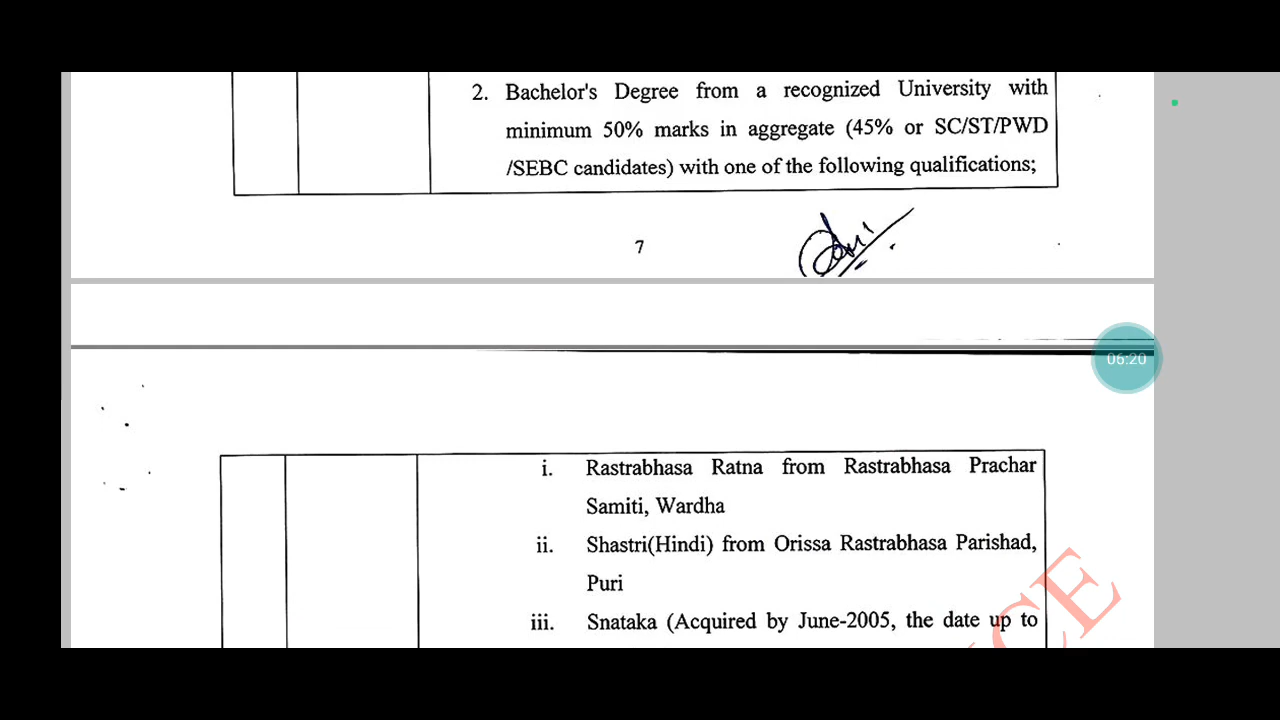 2. Bachelor's Degree from a recognized University with
minimum 50% marks in aggregate (45% or SC/ST/PWD
/SEBC candidates) with one of the following qualifications;
7
06:20
i. Rastrabhasa Ratna from Rastrabhasa Prachar
Samiti, Wardha
ii. Shastri(Hindi) from Orissa Rastrabhasa Parishad,
Puri
iii. Snataka (Acquired by June-2005, the date up to
CE